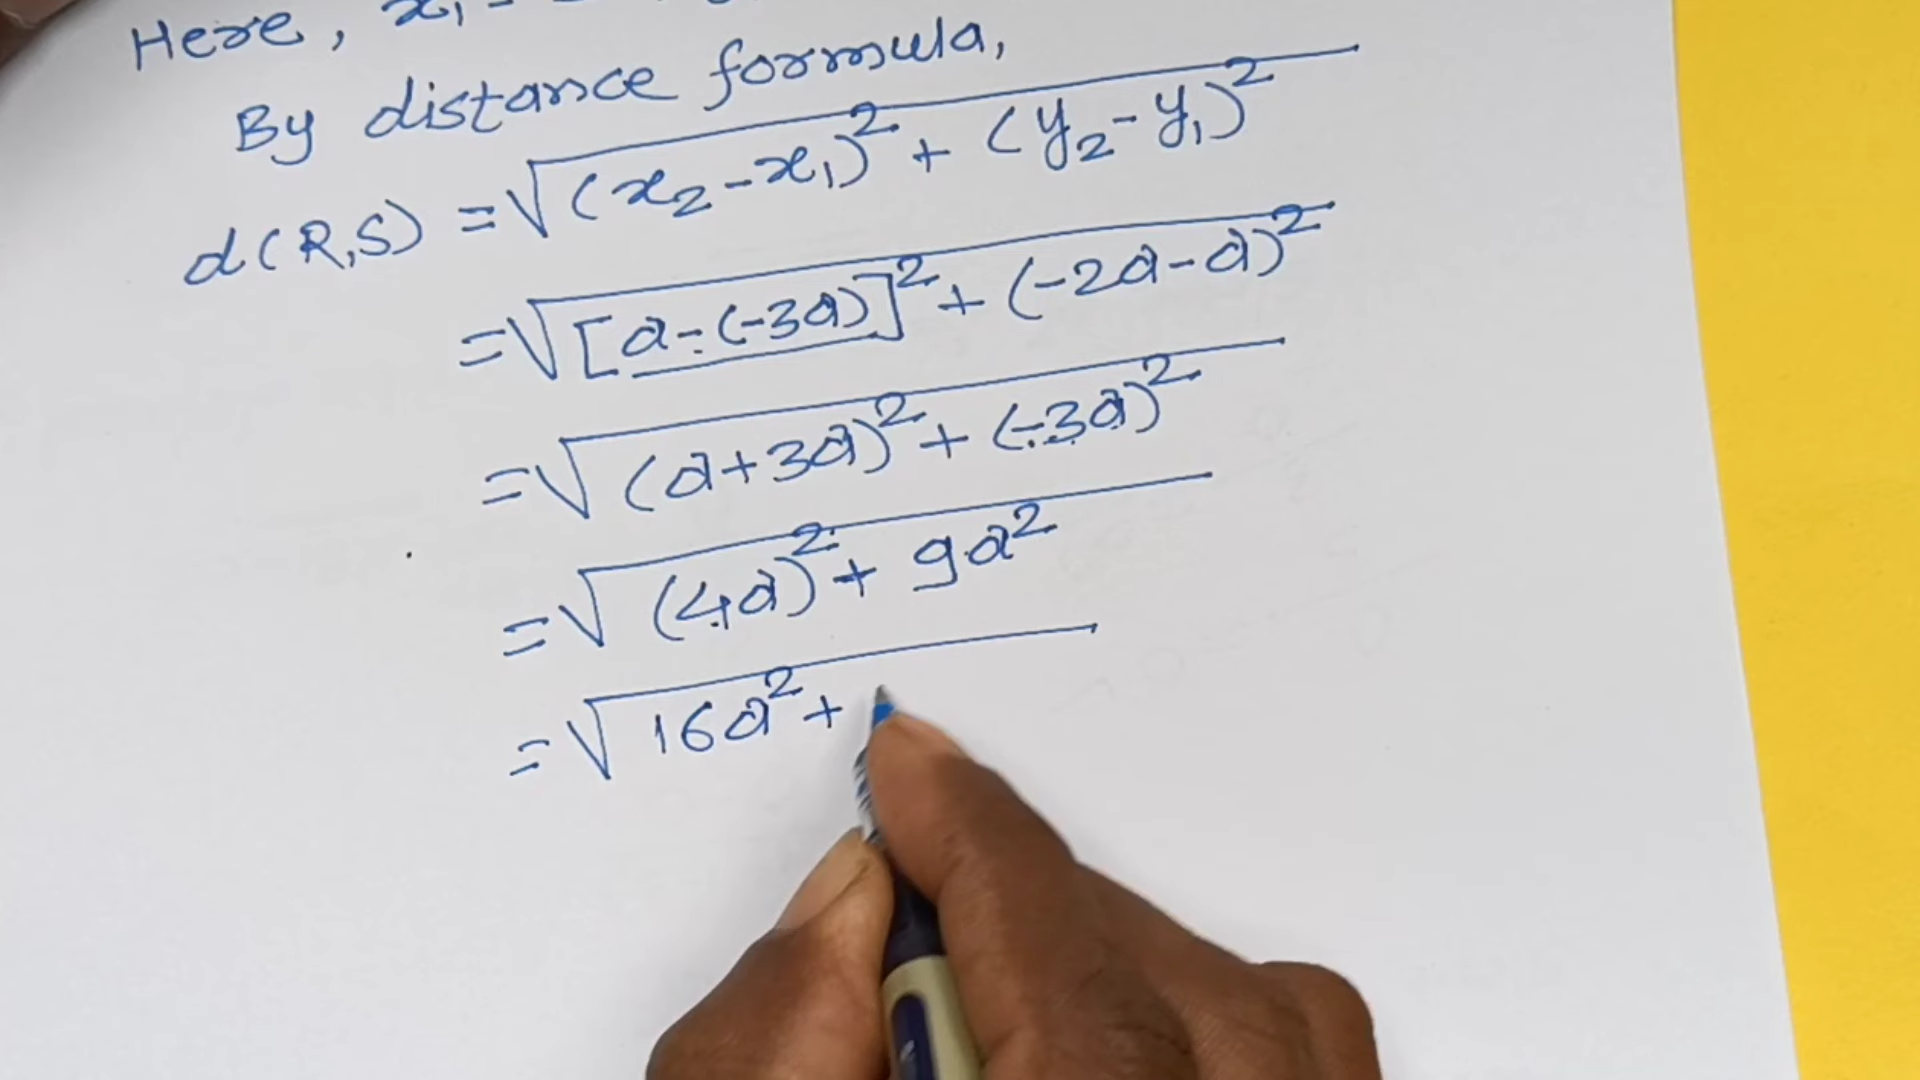 Here, x₁ =
By distance formula,
d(R,S) = √(x₂-x₁)² + (y₂-y₁)²
= √[a-(-3a)]² + (-2a-a)²
= √(a+3a)² + (-3a)²
= √(4a)² + 9a²
= √16a² +